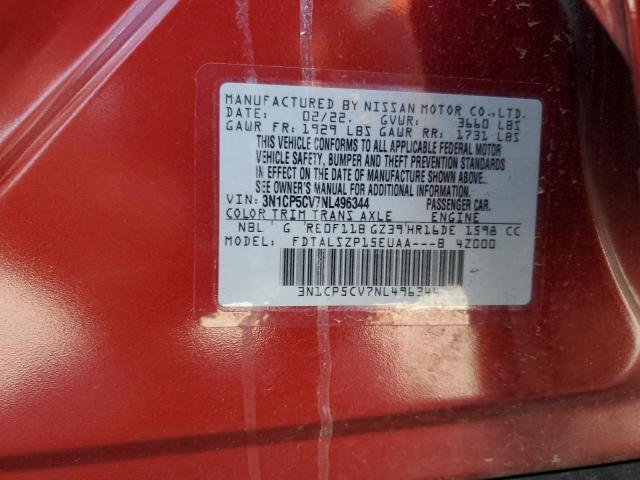 MANUFACTURED BY NISSAN MOTOR CO., LTD.
DATE: 02/22. GVWR: 3660 LBS
GAWR FR: 1929 LBS GAWR RR: 1731 LBS
THIS VEHICLE CONFORMS TO ALL APPLICABLE FEDERAL MOTOR
VEHICLE SAFETY, BUMPER AND THEFT PREVENTION STANDARDS
IN EFFECT ON THE DATE OF MANUFACTURE SHOWN ABOVE.
SEE OWNER'S MANUAL FOR ADDITIONAL INFORMATION.
VIN: 3N1CP5CV7NL496344 PASSENGER CAR.
COLOR TRIM TRANS AXLE ENGINE
NBL G RE0F11B GZ39 HR16DE 1598 CC
MODEL: FDTALSZP15EUAA---B 4Z000
3N1CP5CV7NL496344